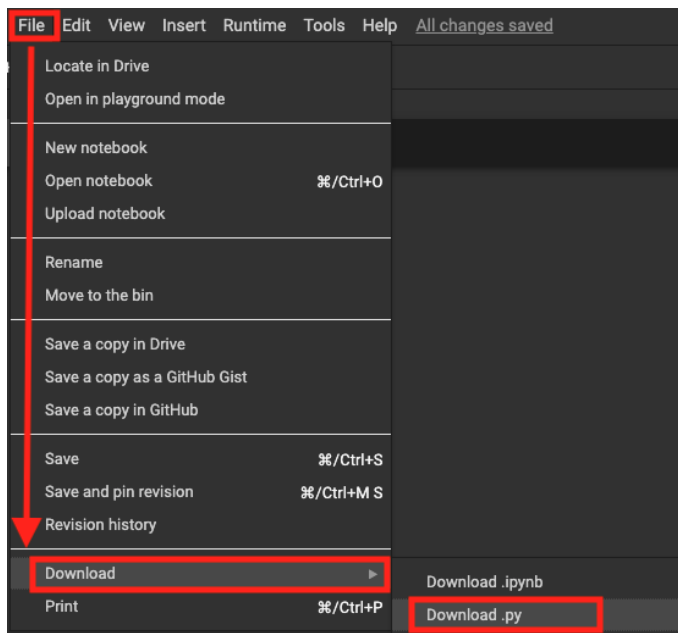 File Edit View Insert Runtime Tools Help All changes saved
Locate in Drive
Open in playground mode
New notebook
Open notebook ⌘/Ctrl+O
Upload notebook
Rename
Move to the bin
Save a copy in Drive
Save a copy as a GitHub Gist
Save a copy in GitHub
Save ⌘/Ctrl+S
Save and pin revision ⌘/Ctrl+M S
Revision history
Download
Download .ipynb
Print ⌘/Ctrl+P
Download .py